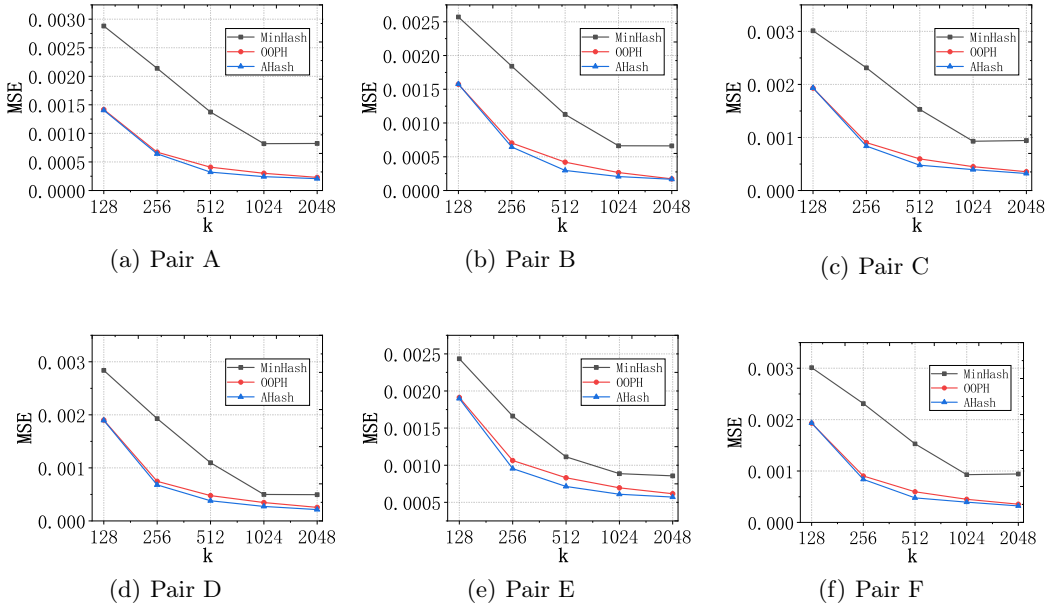 0.0030
0.0025
0.0020
0.0015
0.0010
0.0005
0.0000
MSE
MinHash
OOPH
AHash
128 256 512 1024 2048
k
(a) Pair A
0.0025
0.0020
0.0015
0.0010
0.0005
0.0000
MSE
MinHash
OOPH
AHash
128 256 512 1024 2048
k
(b) Pair B
0.003
0.002
0.001
0.000
MSE
MinHash
OOPH
AHash
128 256 512 1024 2048
k
(c) Pair C
0.003
0.002
0.001
0.000
MSE
MinHash
OOPH
AHash
128 256 512 1024 2048
k
(d) Pair D
0.0025
0.0020
0.0015
0.0010
0.0005
MSE
MinHash
OOPH
AHash
128 256 512 1024 2048
k
(e) Pair E
0.003
0.002
0.001
0.000
MSE
MinHash
OOPH
AHash
128 256 512 1024 2048
k
(f) Pair F